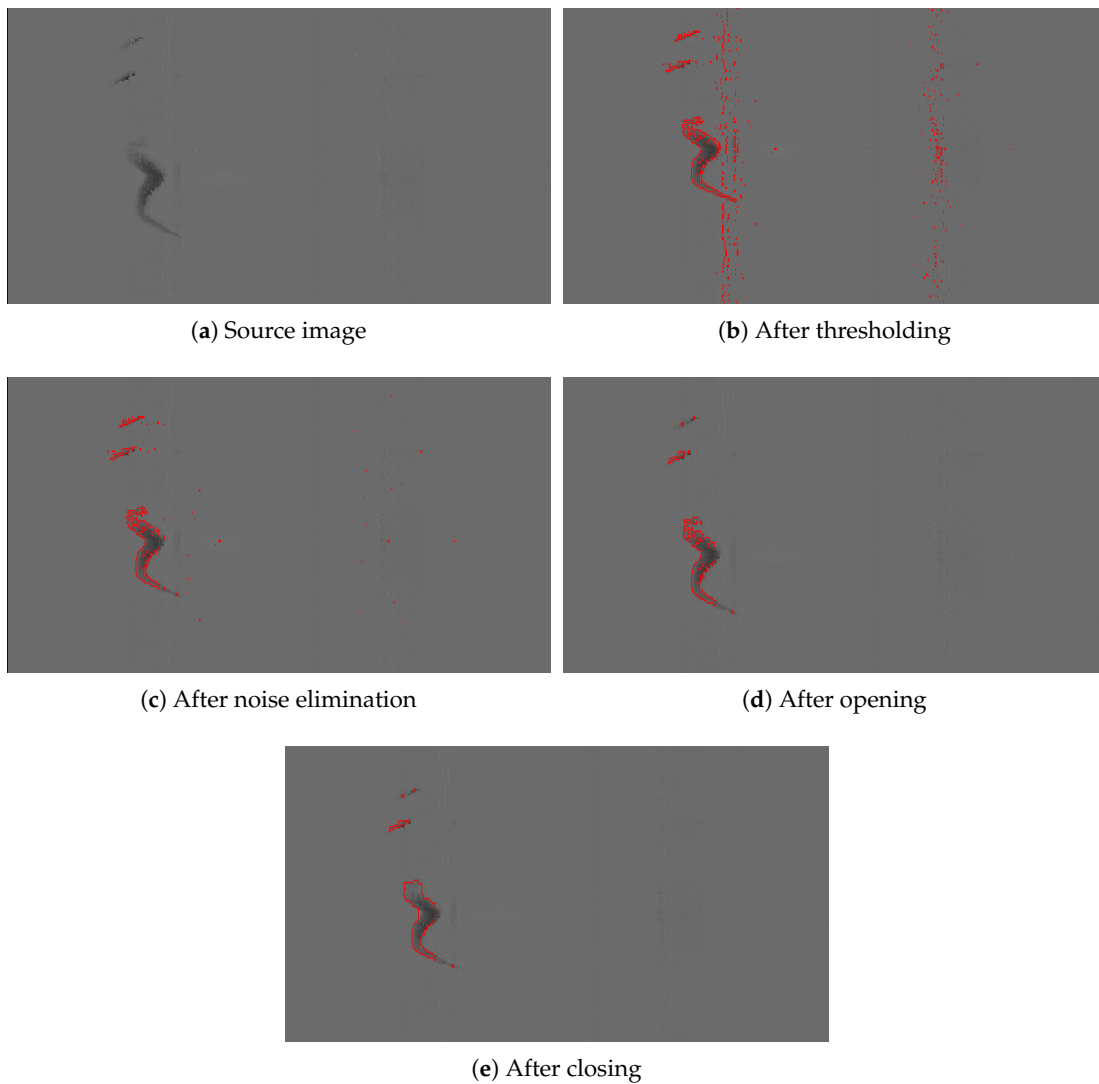 (a) Source image
(b) After thresholding
(c) After noise elimination
(d) After opening
(e) After closing